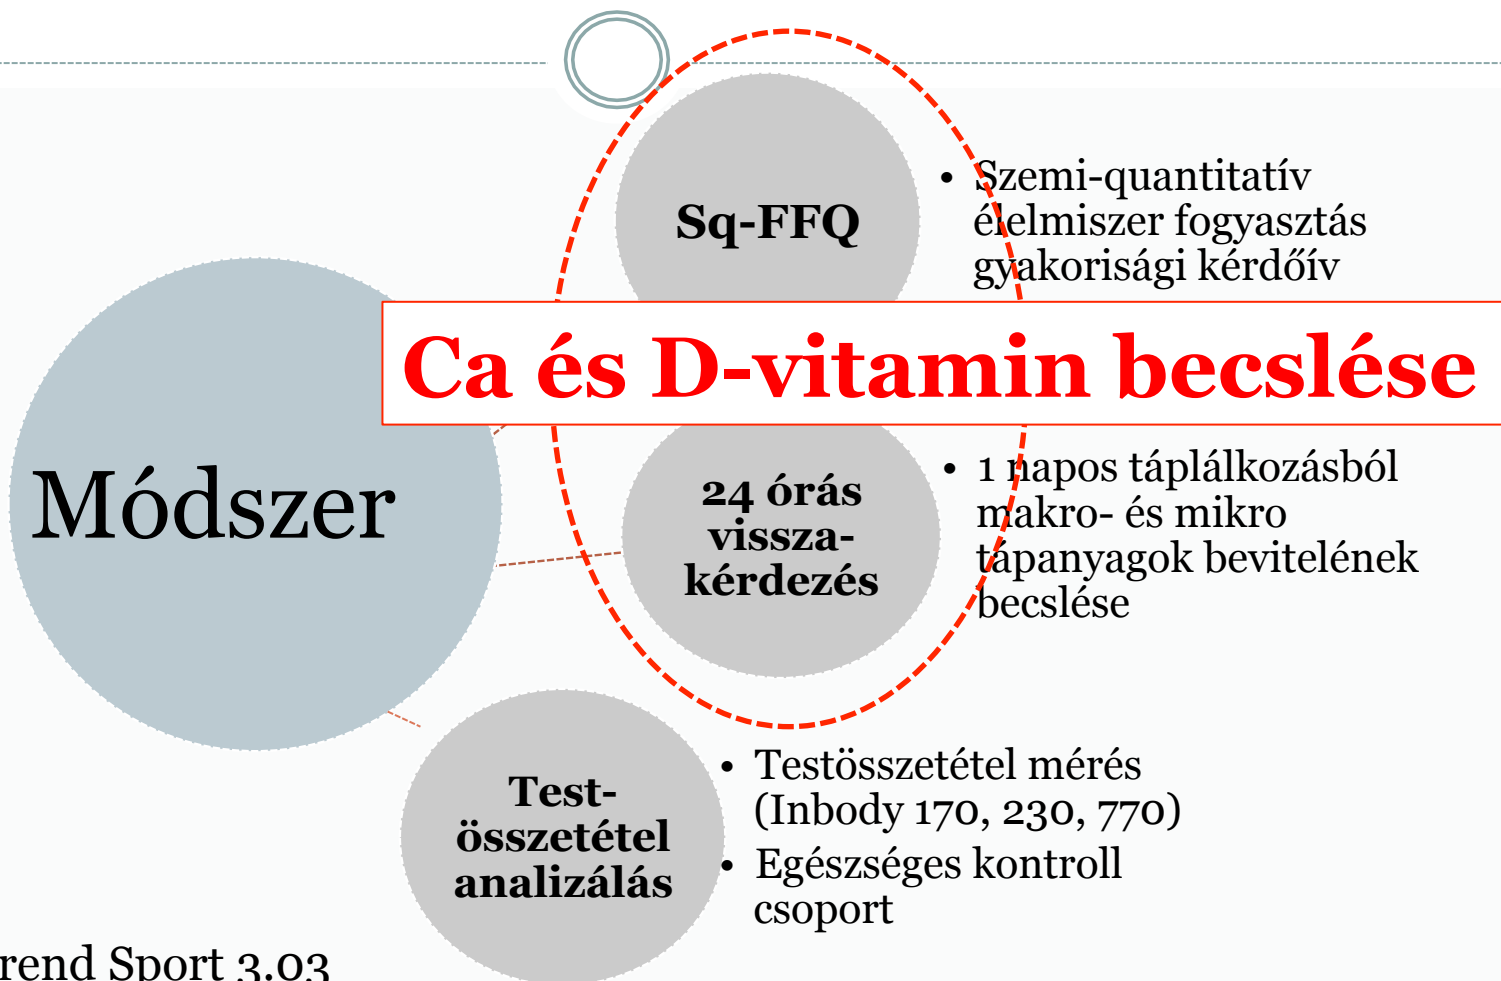 Sq-FFQ
• Szemi-quantitatív
élelmiszer fogyasztás
gyakorisági kérdőív
Ca és D-vitamin becslése
Módszer
24 órás
vissza-
kérdezés
• 1 napos táplálkozásból
makro- és mikro
tápanyagok bevitelének
becslése
Test-
összetétel
analizálás
• Testösszetétel mérés
(Inbody 170, 230, 770)
• Egészséges kontroll
csoport
rend Sport 3.03